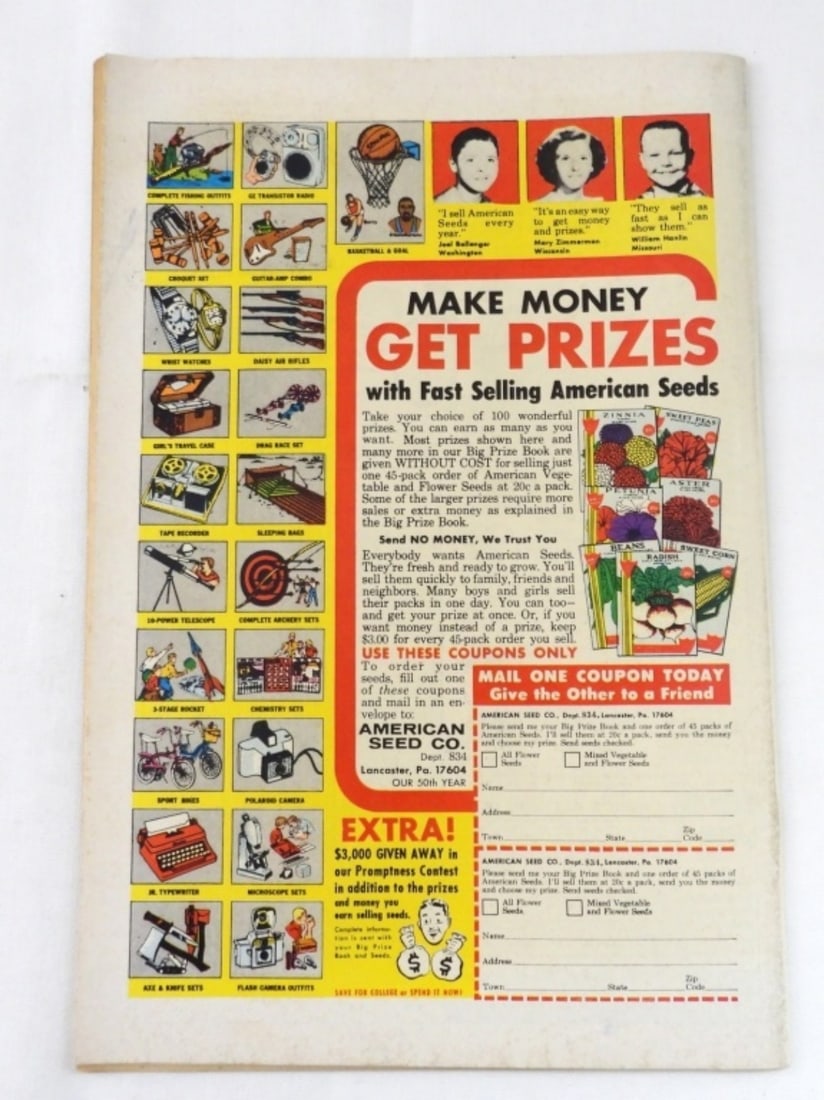 COMPLETE FISHING OUTFITS
GE TRANSISTOR RADIO
CROQUET SET
GUITAR-AMP COMBO
WRIST WATCHES
DAISY AIR RIFLES
GIRL'S TRAVEL CASE
DRAG RACE SET
TAPE RECORDER
SLEEPING BAGS
10-POWER TELESCOPE
COMPLETE ARCHERY SETS
3-STAGE ROCKET
CHEMISTRY SETS
SPORT BIKES
POLAROID CAMERA
JR. TYPEWRITER
MICROSCOPE SETS
AXE & KNIFE SETS
FLASH CAMERA OUTFITS
BASKETBALL & GOAL
"I sell American
Seeds every
year."
Joel Ballenger
Washington
"It's an easy way
to get money
and prizes."
Mary Zimmerman
Wisconsin
"They sell as
fast as I can
show them."
William Hanlin
Missouri
MAKE MONEY
GET PRIZES
with Fast Selling American Seeds
Take your choice of 100 wonderful
prizes. You can earn as many as you
want. Most prizes shown here and
many more in our Big Prize Book are
given WITHOUT COST for selling just
one 45-pack order of American Vege-
table and Flower Seeds at 20c a pack.
Some of the larger prizes require more
sales or extra money as explained in
the Big Prize Book.
Send NO MONEY, We Trust You
Everybody wants American Seeds.
They're fresh and ready to grow. You'll
sell them quickly to family, friends and
neighbors. Many boys and girls sell
their packs in one day. You can too—
and get your prize at once. Or, if you
want money instead of a prize, keep
$3.00 for every 45-pack order you sell.
ZINNIA
SWEET PEAS
PETUNIA
ASTER
BEANS
RADISH
SWEET CORN
USE THESE COUPONS ONLY
To order your
seeds, fill out one
of these coupons
and mail in an en-
velope to:
AMERICAN
SEED CO.
Dept. 834
Lancaster, Pa. 17604
OUR 50th YEAR
EXTRA!
$3,000 GIVEN AWAY in
our Promptness Contest
in addition to the prizes
and money you
earn selling seeds.
Complete informa-
tion is sent with
your Big Prize
Book and Seeds.
$ $
SAVE FOR COLLEGE or SPEND IT NOW!
MAIL ONE COUPON TODAY
Give the Other to a Friend
AMERICAN SEED CO., Dept. 834, Lancaster, Pa. 17604
Please send me your Big Prize Book and one order of 45 packs of
American Seeds. I'll sell them at 20c a pack, send you the money
and choose my prize. Send seeds checked.
All Flower
Seeds
Mixed Vegetable
and Flower Seeds
Name
Address
Town State Zip Code
AMERICAN SEED CO., Dept. 834, Lancaster, Pa. 17604
Please send me your Big Prize Book and one order of 45 packs of
American Seeds. I'll sell them at 20c a pack, send you the money
and choose my prize. Send seeds checked.
All Flower
Seeds
Mixed Vegetable
and Flower Seeds
Name
Address
Town State Zip Code